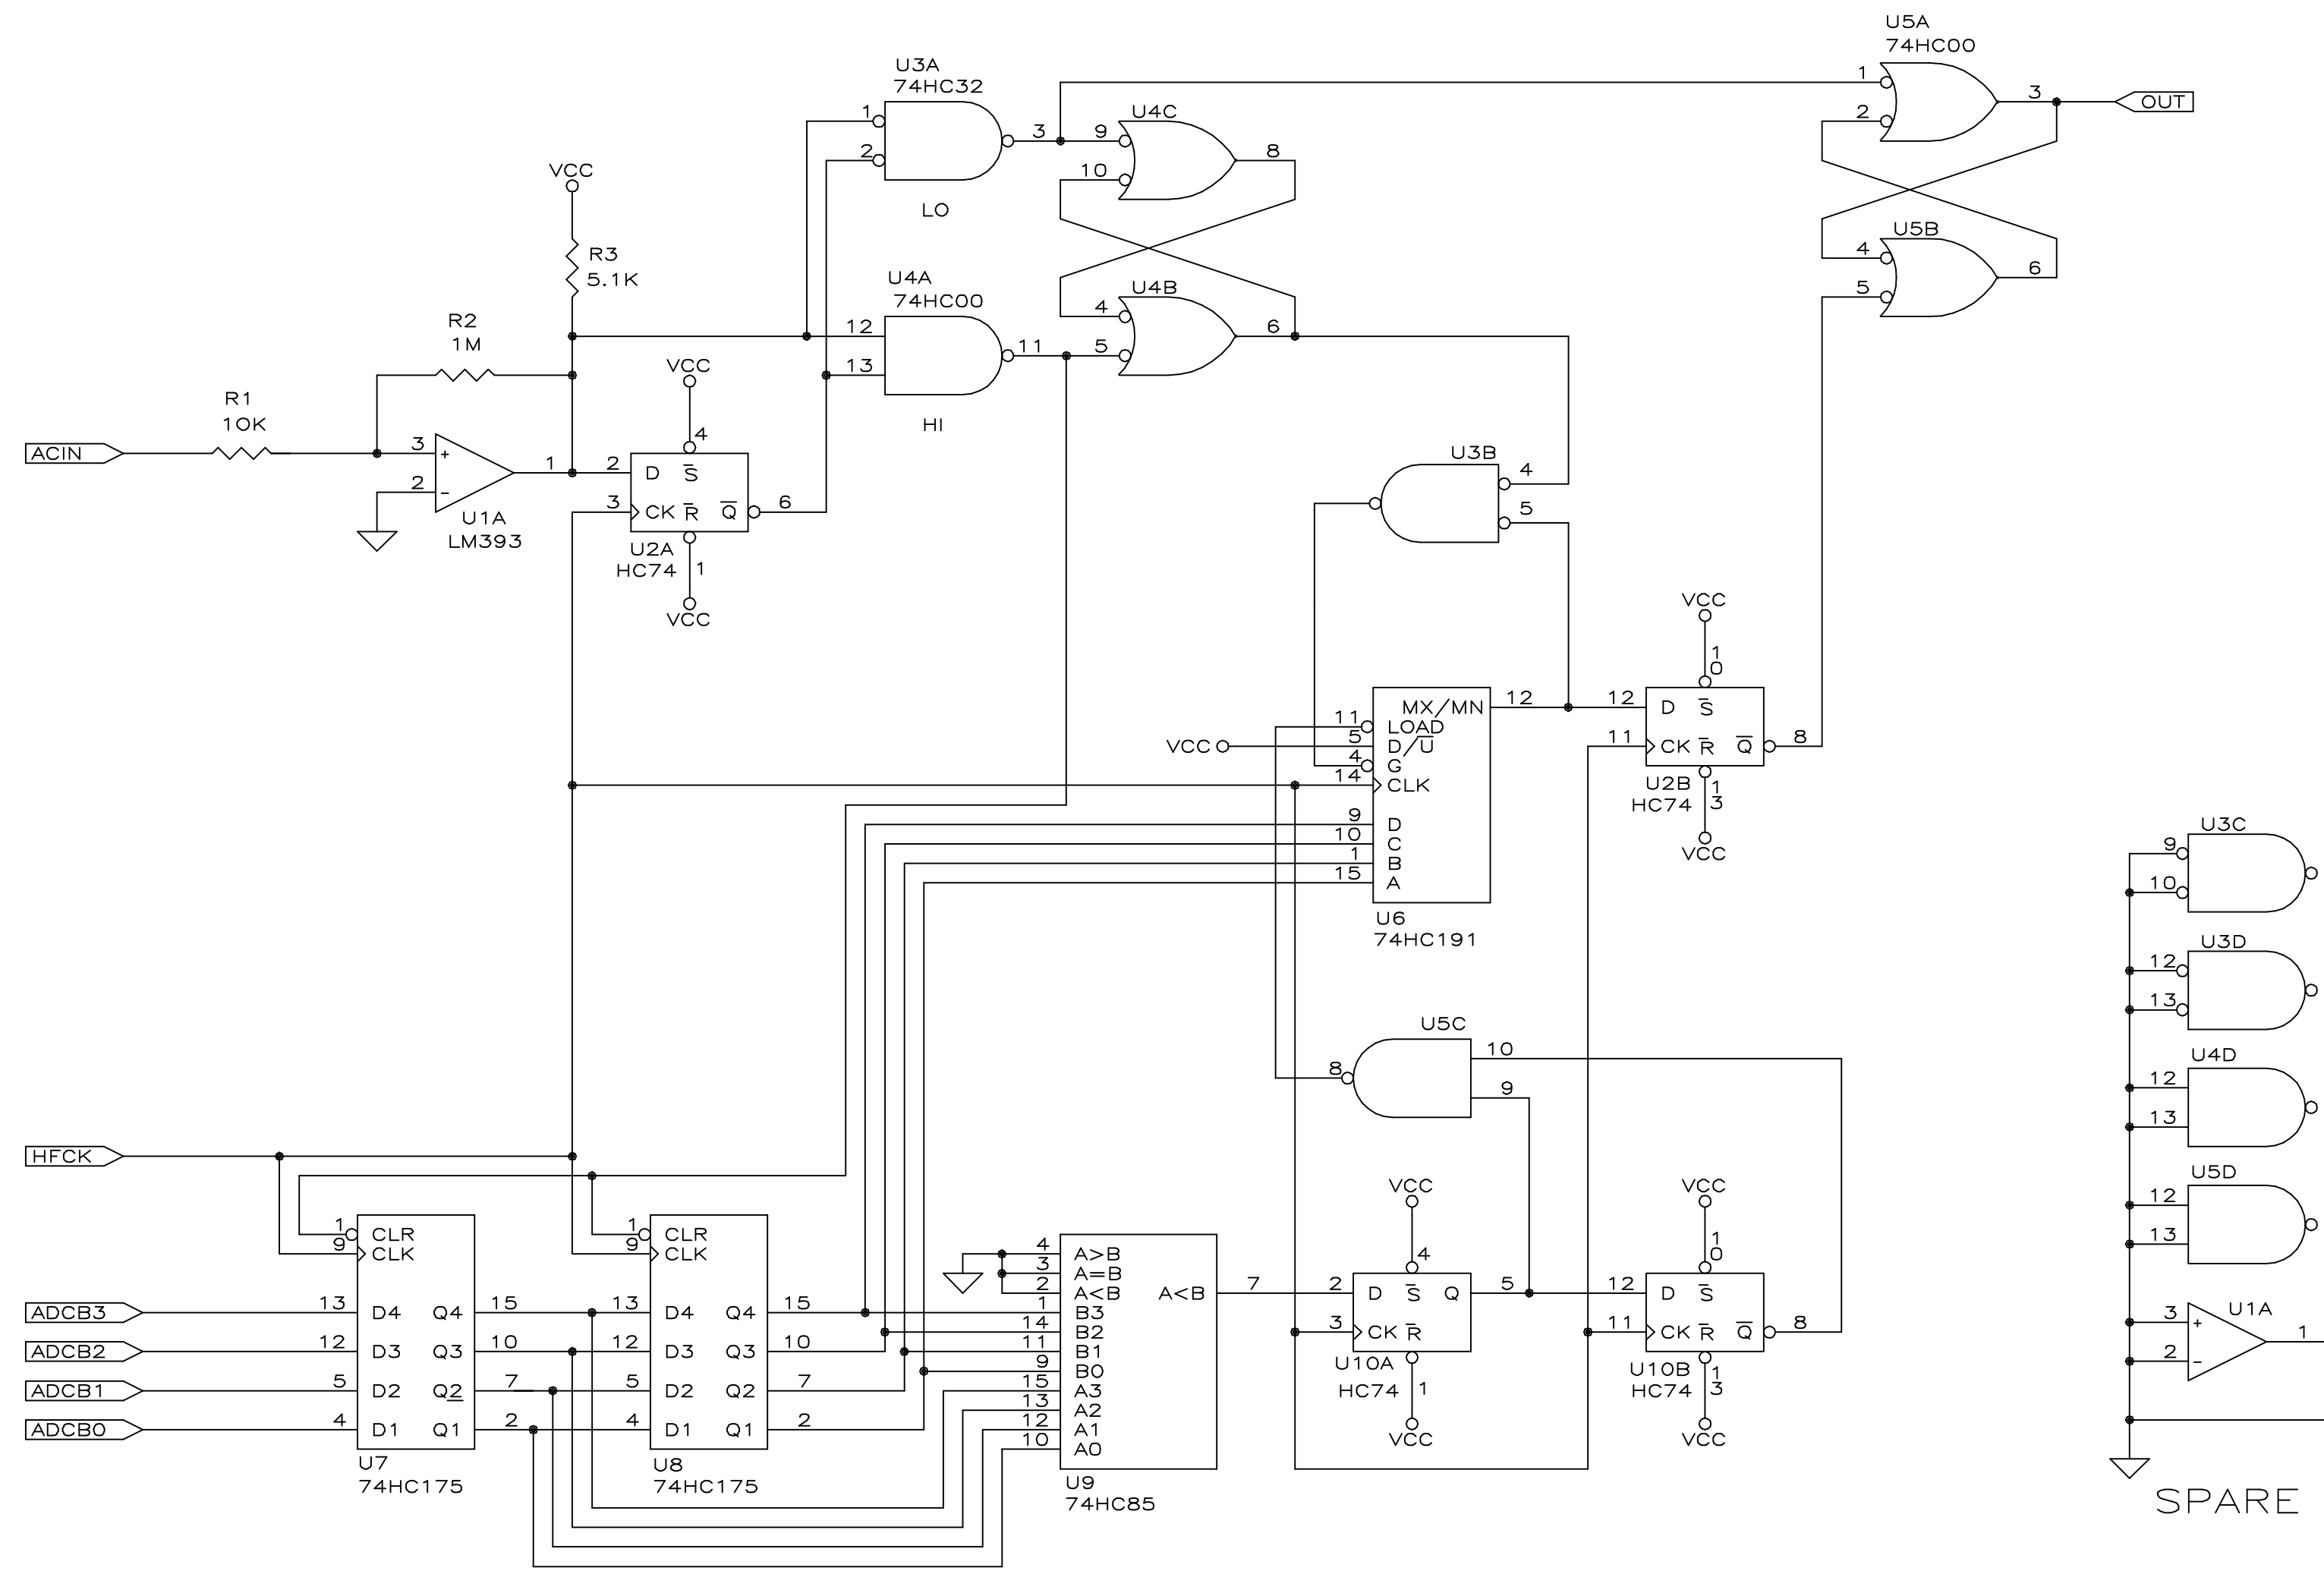 U5A
74HC00
1
2
3
OUT
U3A
74HC32
1
2
3
LO
U4C
9
10
8
VCC
R3
5.1K
U5B
4
5
6
U4A
74HC00
12
13
11
HI
U4B
4
5
6
R2
1M
R1
10K
ACIN
3
+
2
-
1
U1A
LM393
VCC
4
2
D
S
3
CK
R
Q
6
U2A
HC74
1
VCC
U3B
4
5
VCC
10
12
MX/MN
12
D
S
11
LOAD
VCC
5
D/U
4
G
14
CLK
11
CK
R
Q
8
U2B
HC74
13
VCC
9
D
10
C
1
B
15
A
U6
74HC191
U3C
9
10
U3D
12
13
U5C
10
9
8
U4D
12
13
HFCK
U5D
12
13
1
CLR
9
CLK
1
CLR
9
CLK
VCC
4
VCC
10
4
A>B
3
A=B
2
A<B
A<B
7
2
D
S
Q
5
12
D
S
3
CK
R
11
CK
R
Q
8
U10A
HC74
1
VCC
U10B
HC74
13
VCC
ADCB3
13
D4
Q4
15
13
D4
Q4
15
1
B3
14
B2
ADCB2
12
D3
Q3
10
12
D3
Q3
10
11
B1
9
B0
ADCB1
5
D2
Q2
7
5
D2
Q2
7
15
A3
13
A2
ADCB0
4
D1
Q1
2
4
D1
Q1
2
12
A1
10
A0
U7
74HC175
U8
74HC175
U9
74HC85
U1A
3
+
2
-
1
SPARE